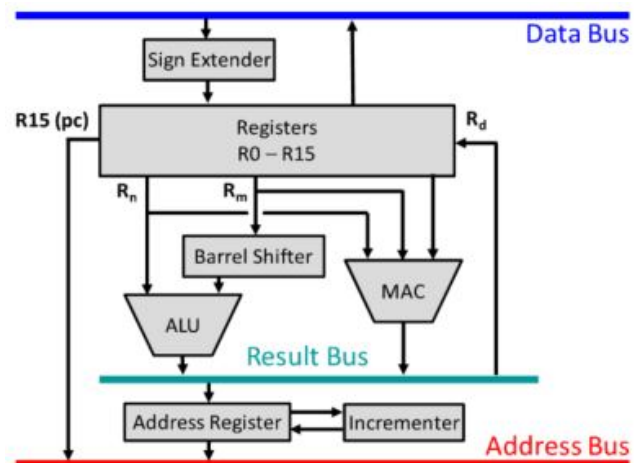 Data Bus
Sign Extender
R15 (pc)
Registers
R0 – R15
Rd
Rn
Rm
Barrel Shifter
MAC
ALU
Result Bus
Address Register
Incrementer
Address Bus